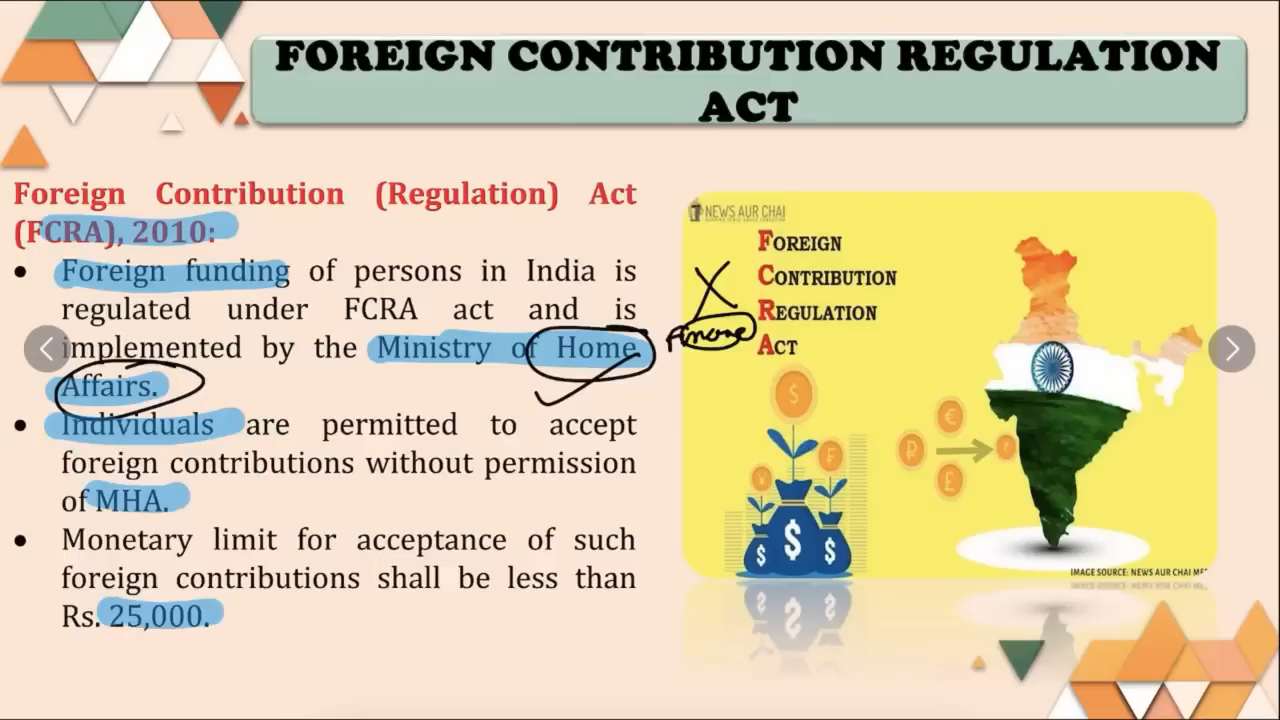 FOREIGN CONTRIBUTION REGULATION
ACT
Foreign Contribution (Regulation) Act
(FCRA), 2010:
• Foreign funding of persons in India is
regulated under FCRA act and is
implemented by the Ministry of Home
Affairs.
• Individuals are permitted to accept
foreign contributions without permission
of MHA.
• Monetary limit for acceptance of such
foreign contributions shall be less than
Rs. 25,000.
NEWS AUR CHAI
FOREIGN
CONTRIBUTION
REGULATION
Finance
ACT
IMAGE SOURCE: NEWS AUR CHAI